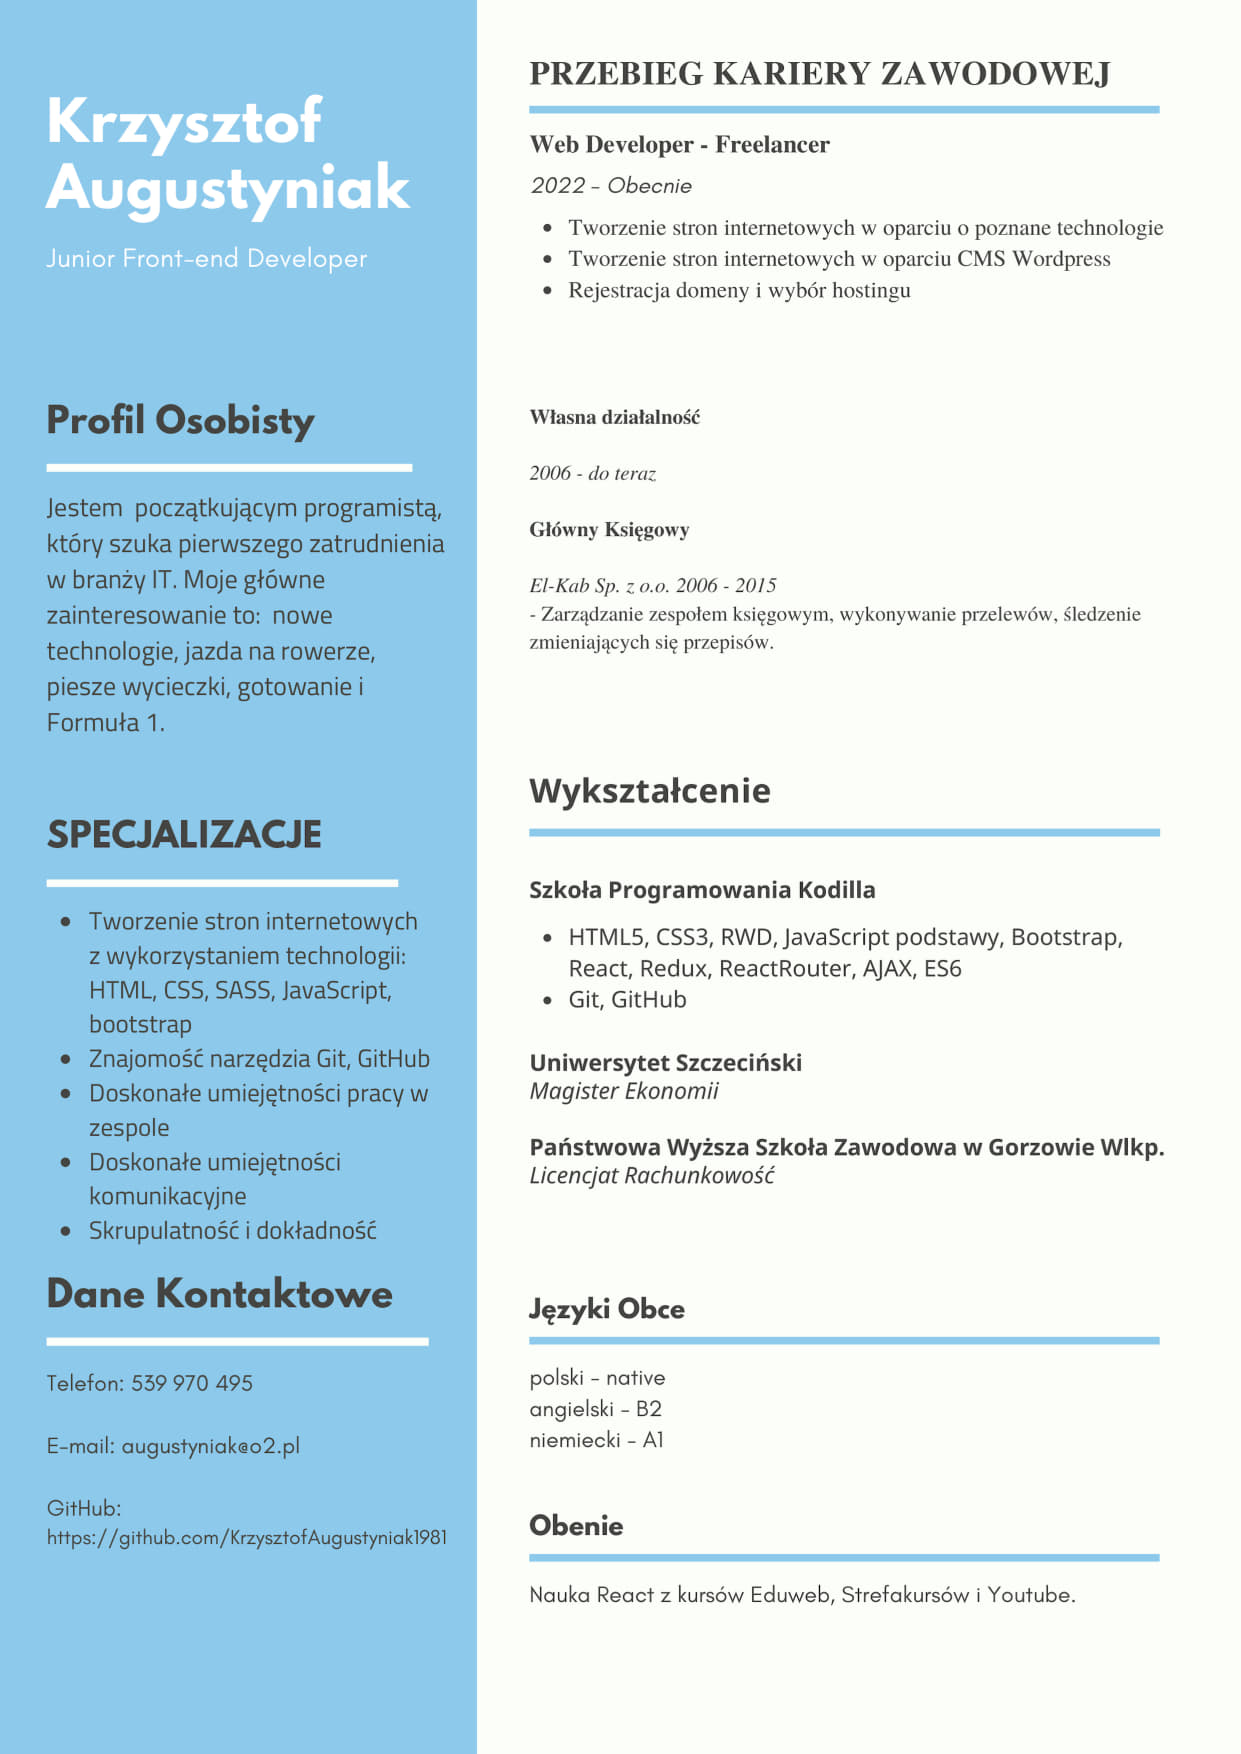 Krzysztof
Augustyniak
Junior Front-end Developer
Profil Osobisty
Jestem  początkującym programistą,
który szuka pierwszego zatrudnienia
w branży IT. Moje główne
zainteresowanie to:  nowe
technologie, jazda na rowerze,
piesze wycieczki, gotowanie i
Formuła 1.
SPECJALIZACJE
• Tworzenie stron internetowych
z wykorzystaniem technologii:
HTML, CSS, SASS, JavaScript,
bootstrap
• Znajomość narzędzia Git, GitHub
• Doskonałe umiejętności pracy w
zespole
• Doskonałe umiejętności
komunikacyjne
• Skrupulatność i dokładność
Dane Kontaktowe
Telefon: 539 970 495
E-mail: augustyniak@o2.pl
GitHub:
https://github.com/KrzysztofAugustyniak1981
PRZEBIEG KARIERY ZAWODOWEJ
Web Developer - Freelancer
2022 - Obecnie
• Tworzenie stron internetowych w oparciu o poznane technologie
• Tworzenie stron internetowych w oparciu CMS Wordpress
• Rejestracja domeny i wybór hostingu
Własna działalność
2006 - do teraz
Główny Księgowy
El-Kab Sp. z o.o. 2006 - 2015
- Zarządzanie zespołem księgowym, wykonywanie przelewów, śledzenie
zmieniających się przepisów.
Wykształcenie
Szkoła Programowania Kodilla
• HTML5, CSS3, RWD, JavaScript podstawy, Bootstrap,
React, Redux, ReactRouter, AJAX, ES6
• Git, GitHub
Uniwersytet Szczeciński
Magister Ekonomii
Państwowa Wyższa Szkoła Zawodowa w Gorzowie Wlkp.
Licencjat Rachunkowość
Języki Obce
polski - native
angielski - B2
niemiecki - A1
Obenie
Nauka React z kursów Eduweb, Strefakursów i Youtube.